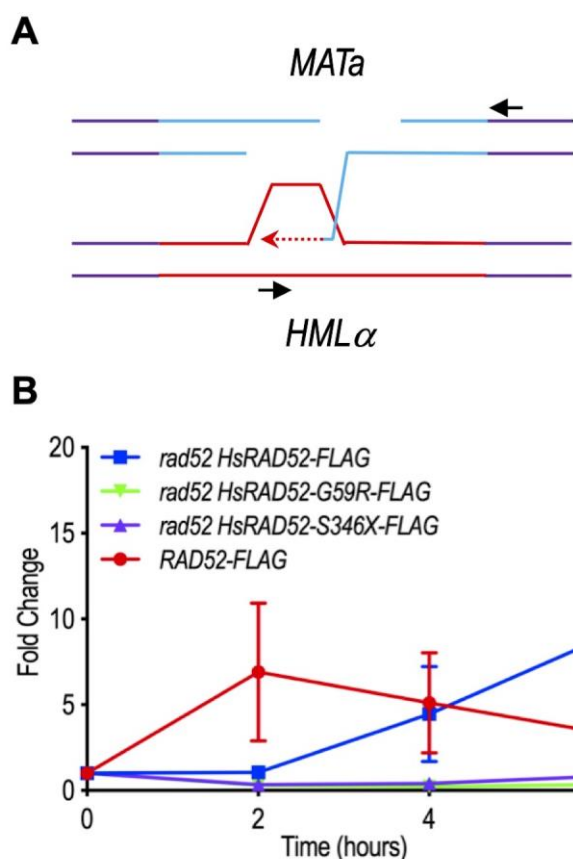 A
MATa
HMLα
B
20
15
10
5
0
Fold Change
rad52 HsRAD52-FLAG
rad52 HsRAD52-G59R-FLAG
rad52 HsRAD52-S346X-FLAG
RAD52-FLAG
0 2 4
Time (hours)